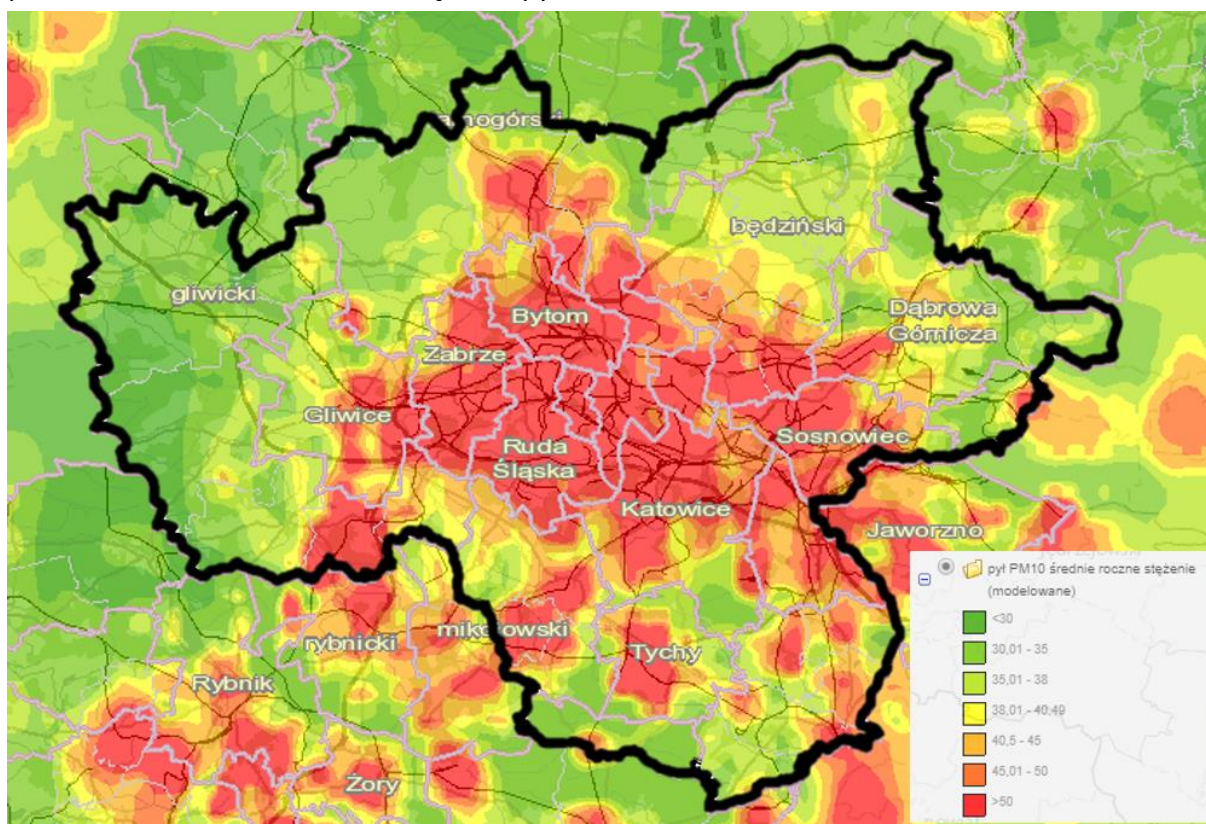 będziński
gliwicki
Dąbrowa
Górnicza
Bytom
Zabrze
Gliwice
Ruda
Śląska
Sosnowiec
Katowice
Jaworzno
mikołowski
rybnicki
Tychy
Rybnik
Żory
pył PM10 średnie roczne stężenie
(modelowane)
<30
30,01 - 35
35,01 - 38
38,01 - 40,49
40,5 - 45
45,01 - 50
>50